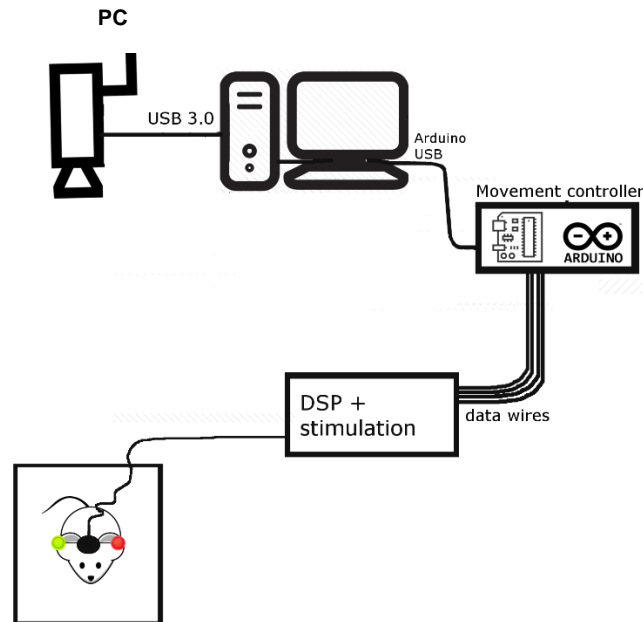 PC
USB 3.0
Arduino
USB
Movement controller
ARDUINO
DSP +
stimulation
data wires